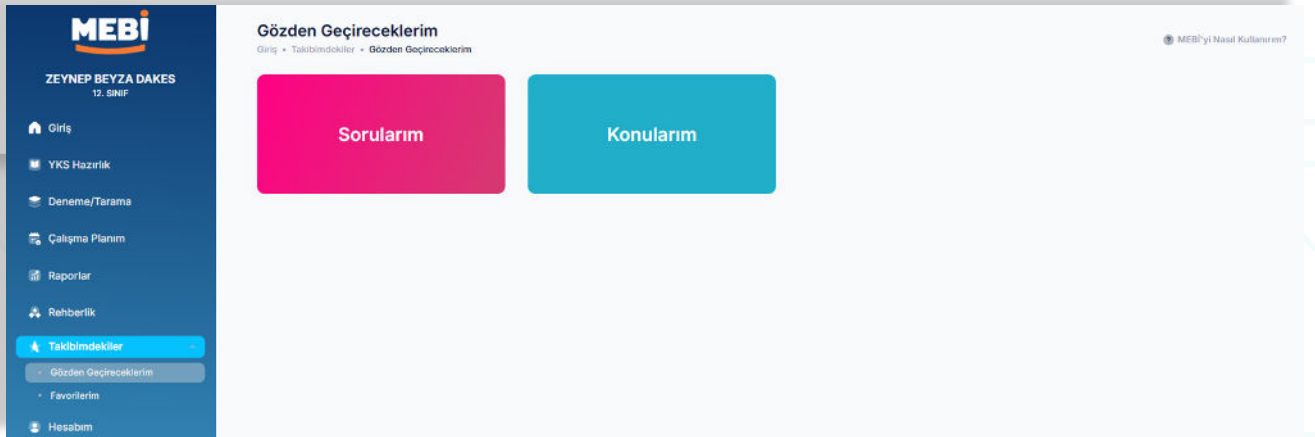 MEBİ
ZEYNEP BEYZA DAKES
12. SINIF
Giriş
YKS Hazırlık
Deneme/Tarama
Çalışma Planım
Raporlar
Rehberlik
Takibimdekiler
Gözden Geçireceklerim
Favorilerim
Hesabım
Gözden Geçireceklerim
Giriş • Takibimdekiler • Gözden Geçireceklerim
MEBİ'yi Nasıl Kullanırım?
Sorularım
Konularım